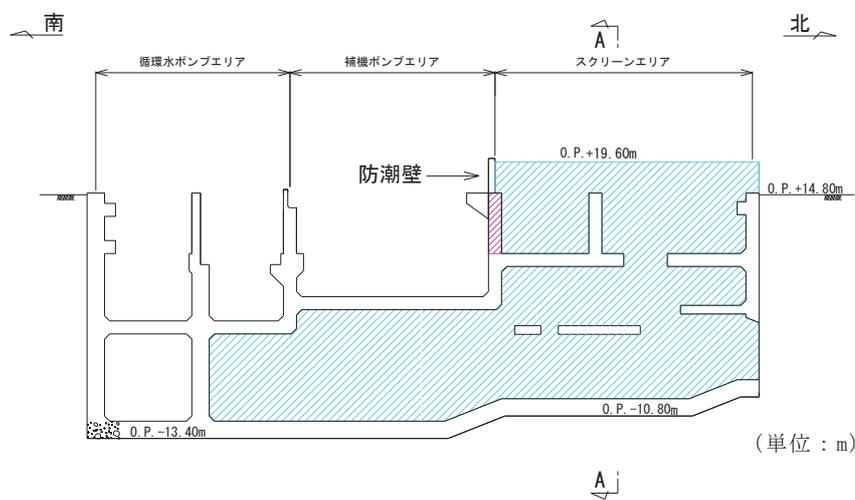 南
A
北
循環水ポンプエリア
補機ポンプエリア
スクリーンエリア
O.P.+19.60m
防潮壁
O.P.+14.80m
O.P.-10.80m
O.P.-13.40m
(単位：m)
A